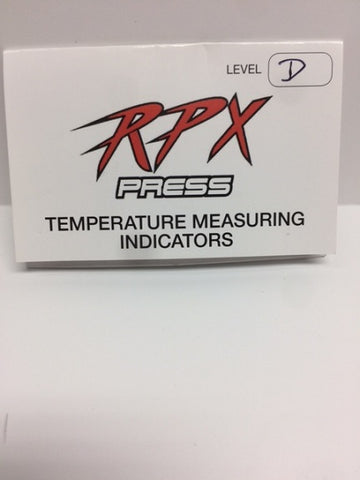 LEVEL D
RPX
PRESS
TEMPERATURE MEASURING
INDICATORS